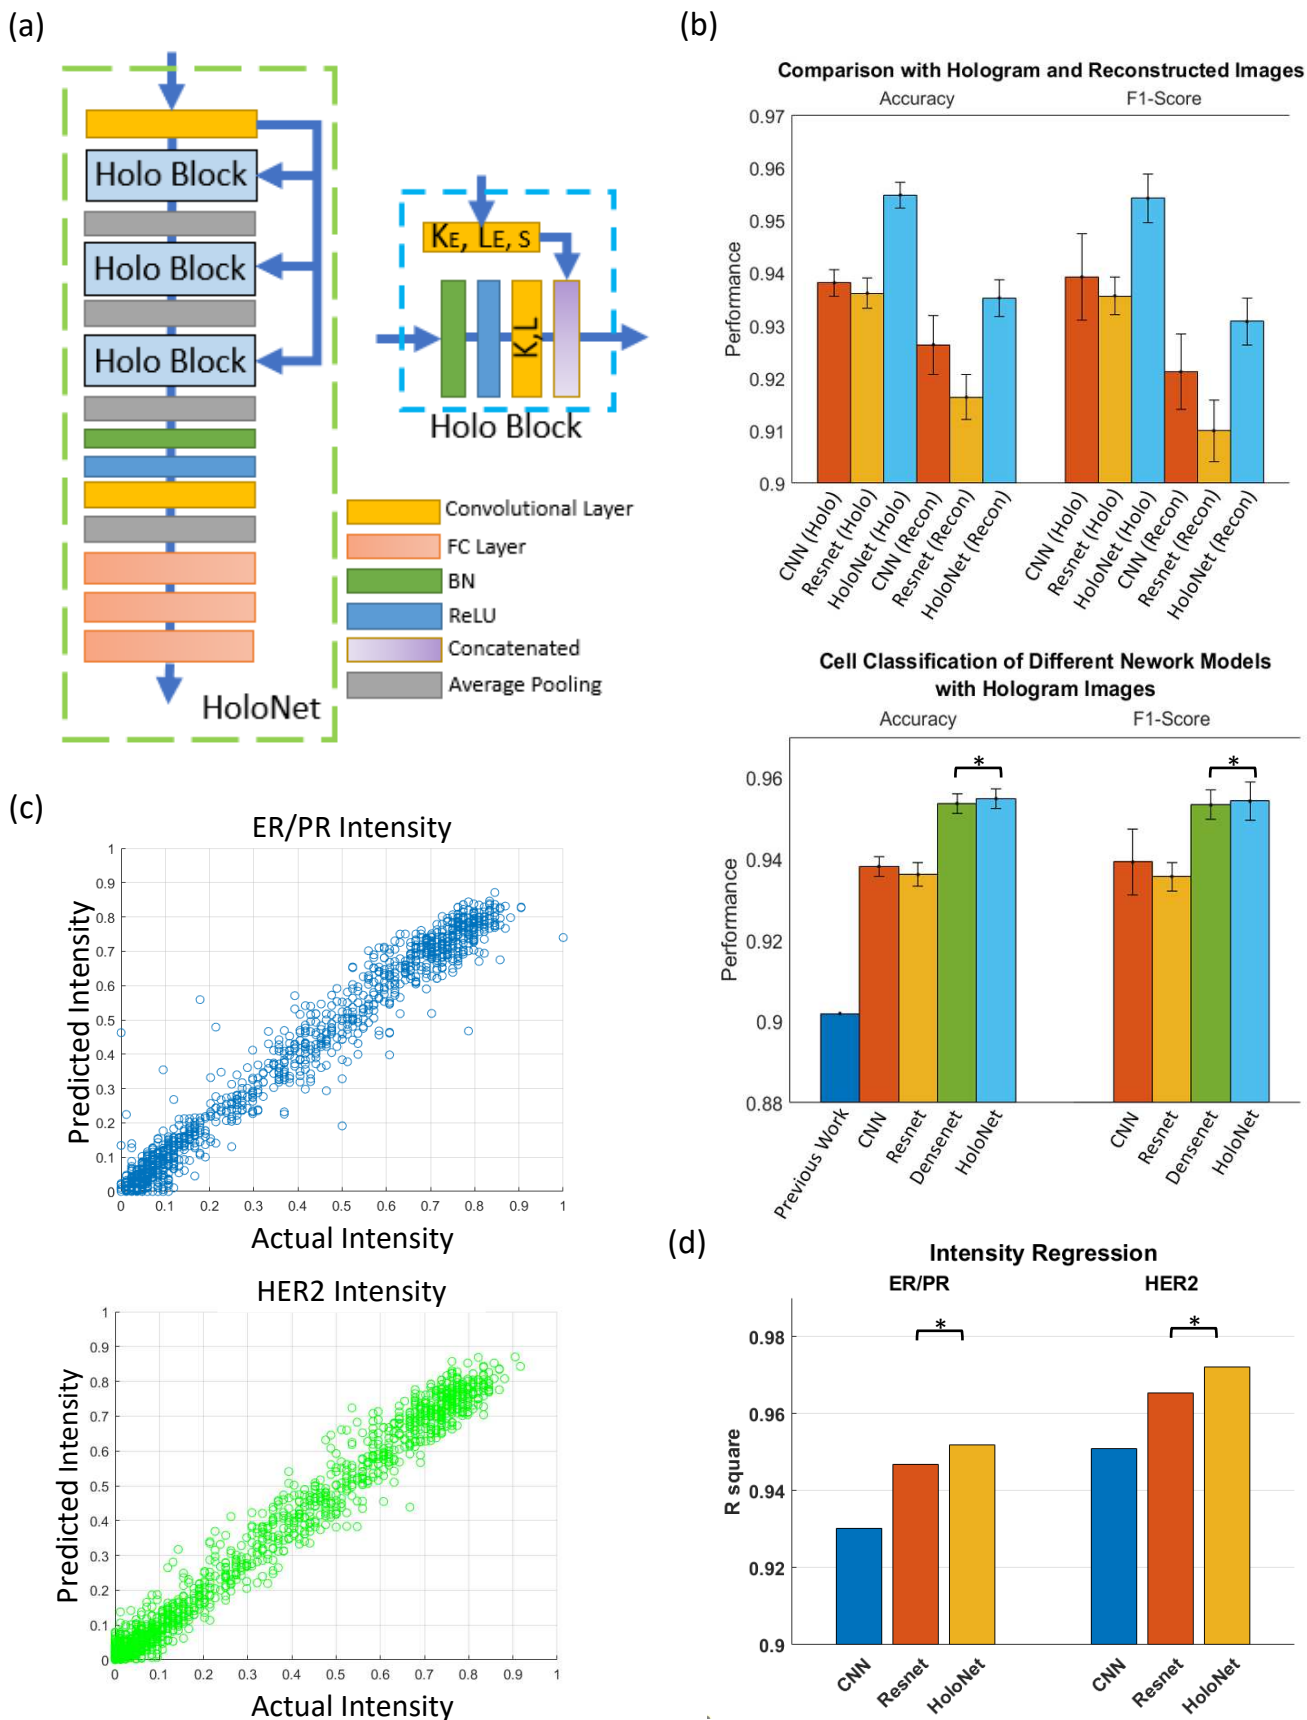 (a)
Holo Block
Holo Block
Holo Block
HoloNet
KE, LE, S
K,L
Holo Block
Convolutional Layer
FC Layer
BN
ReLU
Concatenated
Average Pooling
(b)
Comparison with Hologram and Reconstructed Images
Accuracy
F1-Score
0.97
0.96
0.95
0.94
0.93
0.92
0.91
0.9
Performance
CNN (Holo)
Resnet (Holo)
HoloNet (Holo)
CNN (Recon)
Resnet (Recon)
HoloNet (Recon)
CNN (Holo)
Resnet (Holo)
HoloNet (Holo)
CNN (Recon)
Resnet (Recon)
HoloNet (Recon)
Cell Classification of Different Nework Models
with Hologram Images
Accuracy
F1-Score
*
*
0.96
0.94
0.92
0.9
0.88
Performance
Previous Work
CNN
Resnet
Densenet
HoloNet
CNN
Resnet
Densenet
HoloNet
(c)
ER/PR Intensity
1
0.9
0.8
0.7
0.6
0.5
0.4
0.3
0.2
0.1
0
Predicted Intensity
0 0.1 0.2 0.3 0.4 0.5 0.6 0.7 0.8 0.9 1
Actual Intensity
HER2 Intensity
1
0.9
0.8
0.7
0.6
0.5
0.4
0.3
0.2
0.1
0
Predicted Intensity
0 0.1 0.2 0.3 0.4 0.5 0.6 0.7 0.8 0.9 1
Actual Intensity
(d)
Intensity Regression
ER/PR
HER2
*
*
0.98
0.96
0.94
0.92
0.9
R square
CNN
Resnet
HoloNet
CNN
Resnet
HoloNet